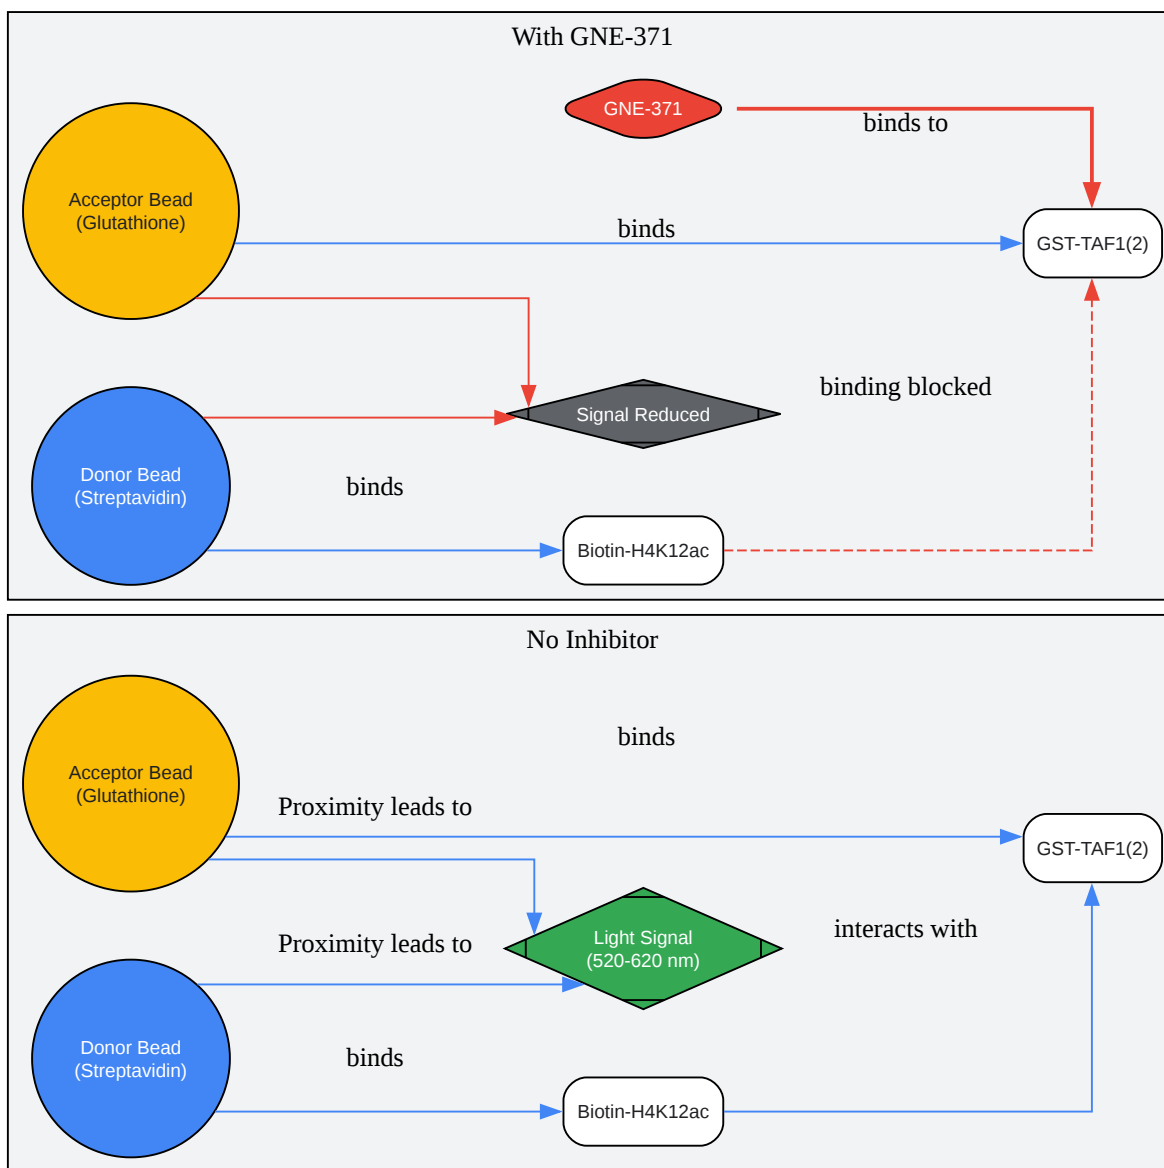 With GNE-371
GNE-371
binds to
Acceptor Bead
(Glutathione)
binds
GST-TAF1(2)
binding blocked
Signal Reduced
Donor Bead
(Streptavidin)
binds
Biotin-H4K12ac
No Inhibitor
binds
Acceptor Bead
(Glutathione)
Proximity leads to
GST-TAF1(2)
interacts with
Proximity leads to
Light Signal
(520-620 nm)
Donor Bead
(Streptavidin)
binds
Biotin-H4K12ac